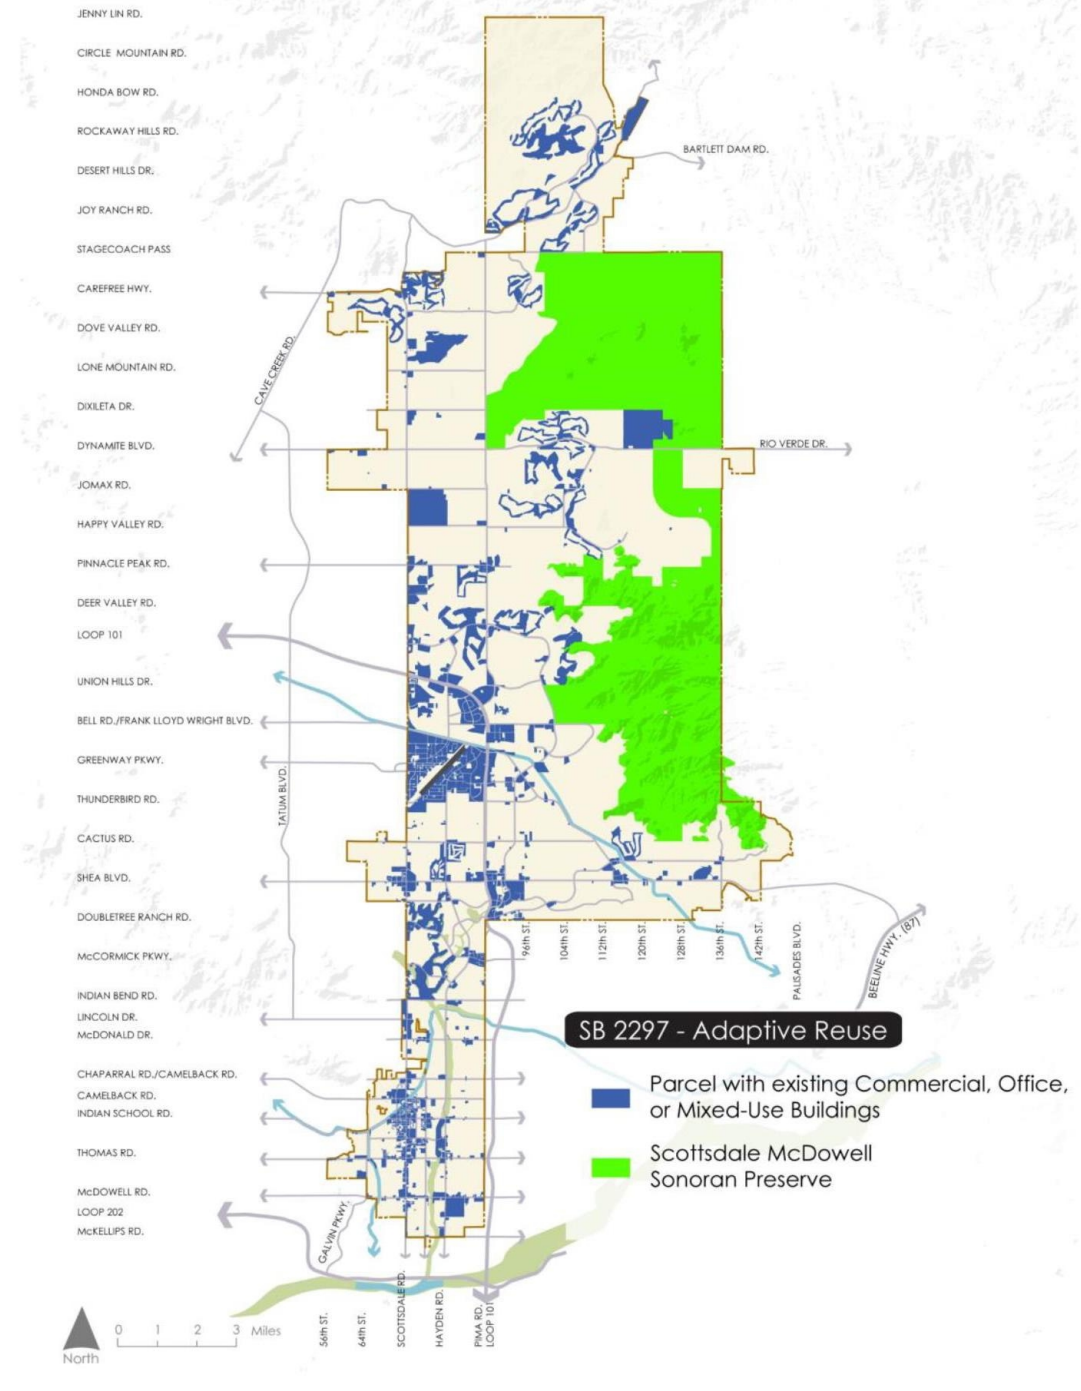 JENNY LIN RD.
CIRCLE MOUNTAIN RD.
HONDA BOW RD.
ROCKAWAY HILLS RD.
BARTLETT DAM RD.
DESERT HILLS DR.
JOY RANCH RD.
STAGECOACH PASS
CAREFREE HWY.
DOVE VALLEY RD.
CAVE CREEK RD.
LONE MOUNTAIN RD.
DIXILETA DR.
DYNAMITE BLVD.
RIO VERDE DR.
JOMAX RD.
HAPPY VALLEY RD.
PINNACLE PEAK RD.
DEER VALLEY RD.
LOOP 101
UNION HILLS DR.
BELL RD./FRANK LLOYD WRIGHT BLVD.
GREENWAY PKWY.
TATUM BLVD.
THUNDERBIRD RD.
CACTUS RD.
SHEA BLVD.
DOUBLETREE RANCH RD.
96th ST.
104th ST.
112th ST.
120th ST.
128th ST.
136th ST.
142th ST.
PALISADES BLVD.
BEELINE HWY. (87)
McCORMICK PKWY.
INDIAN BEND RD.
LINCOLN DR.
McDONALD DR.
SB 2297 - Adaptive Reuse
CHAPARRAL RD./CAMELBACK RD.
CAMELBACK RD.
INDIAN SCHOOL RD.
Parcel with existing Commercial, Office,
or Mixed-Use Buildings
THOMAS RD.
Scottsdale McDowell
Sonoran Preserve
McDOWELL RD.
LOOP 202
McKELLIPS RD.
GALVIN PKWY.
56th ST.
64th ST.
SCOTTSDALE RD.
HAYDEN RD.
PIMA RD.
LOOP 101
North
0 1 2 3 Miles